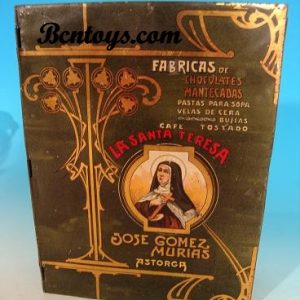 Bcntoys.com
FABRICAS DE
CHOCOLATES
MANTECADAS
PASTAS PARA SOPA
VELAS DE CERA
BUJIAS
CAFE TOSTADO
LA SANTA TERESA
JOSE GOMEZ
MURIAS
ASTORGA